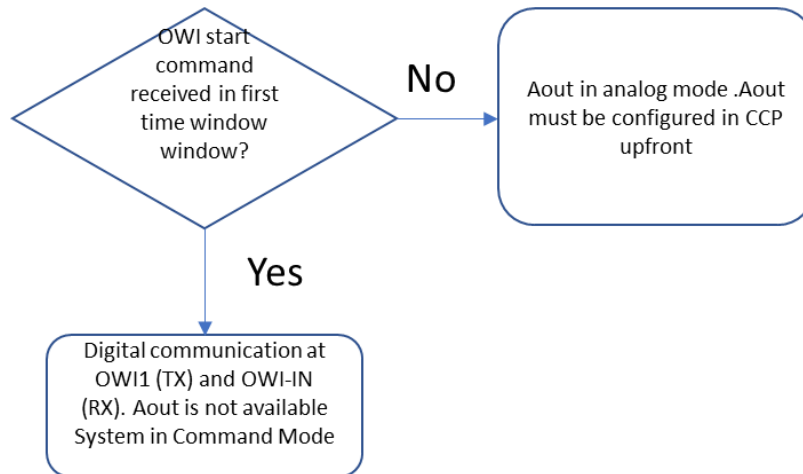 OWI start
command
received in first
time window
window?
No
Aout in analog mode .Aout
must be configured in CCP
upfront
Yes
Digital communication at
OWI1 (TX) and OWI-IN
(RX). Aout is not available
System in Command Mode